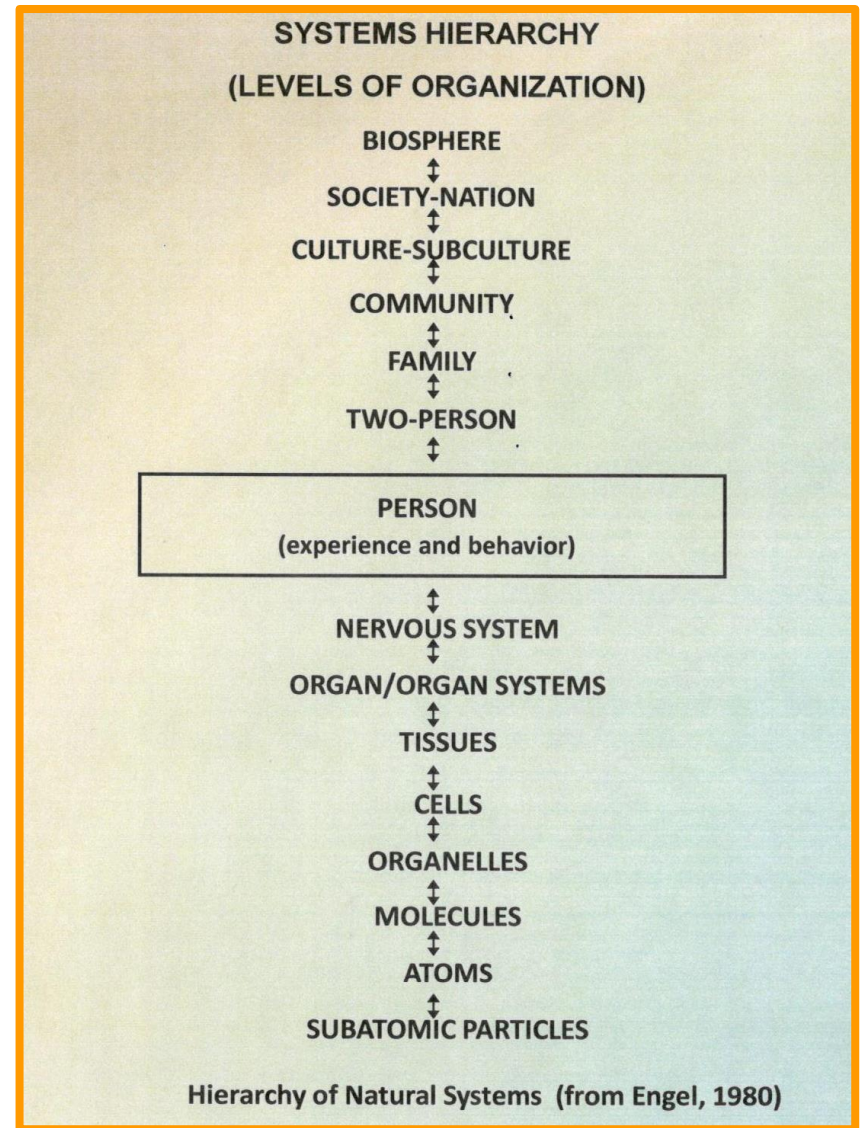 SYSTEMS HIERARCHY
(LEVELS OF ORGANIZATION)
BIOSPHERE
SOCIETY-NATION
CULTURE-SUBCULTURE
COMMUNITY
FAMILY
TWO-PERSON
PERSON
(experience and behavior)
NERVOUS SYSTEM
ORGAN/ORGAN SYSTEMS
TISSUES
CELLS
ORGANELLES
MOLECULES
ATOMS
SUBATOMIC PARTICLES
Hierarchy of Natural Systems (from Engel, 1980)